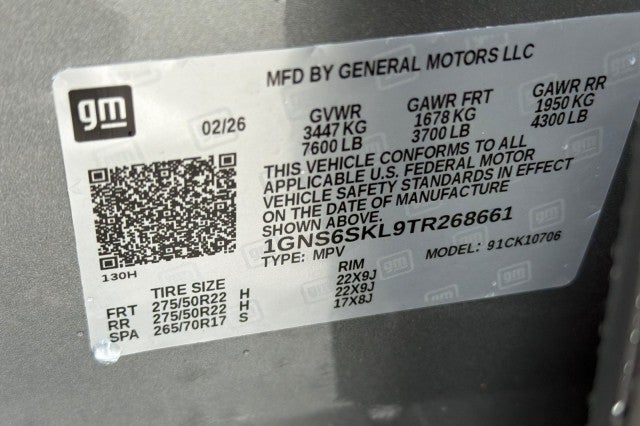 MFD BY GENERAL MOTORS LLC
gm
02/26
GVWR GAWR FRT GAWR RR
3447 KG 1678 KG 1950 KG
7600 LB 3700 LB 4300 LB
THIS VEHICLE CONFORMS TO ALL
APPLICABLE U.S. FEDERAL MOTOR
VEHICLE SAFETY STANDARDS IN EFFECT
ON THE DATE OF MANUFACTURE
SHOWN ABOVE.
1GNS6SKL9TR268661
TYPE: MPV MODEL: 91CK10706
130H
TIRE SIZE RIM
FRT 275/50R22 H 22X9J
RR 275/50R22 H 22X9J
SPA 265/70R17 S 17X8J